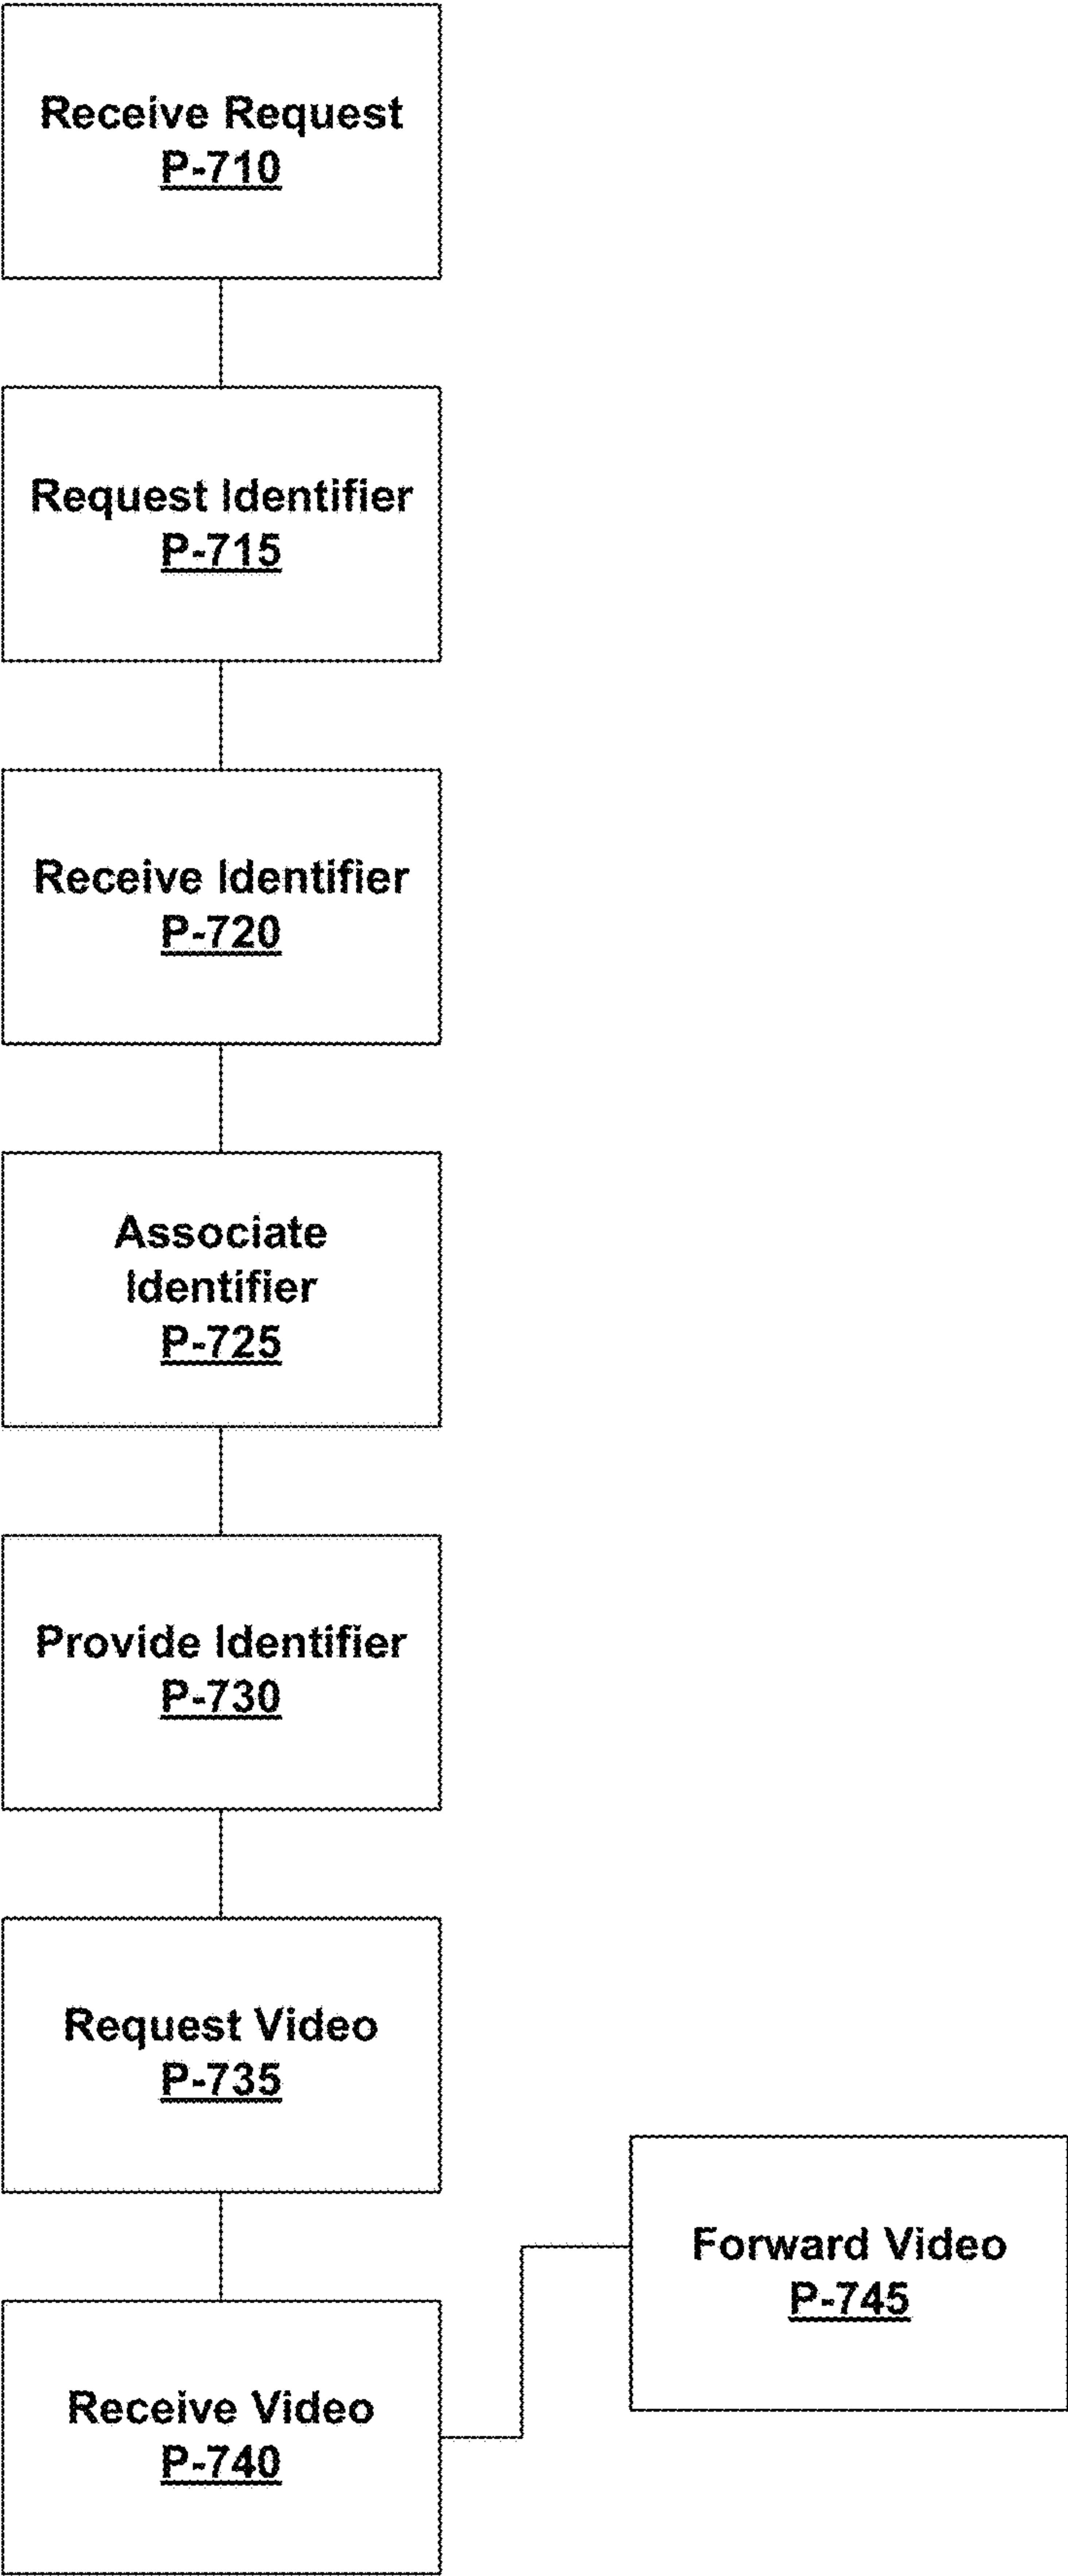 Receive Request
P-710
Request Identifier
P-715
Receive Identifier
P-720
Associate
Identifier
P-725
Provide Identifier
P-730
Request Video
P-735
Forward Video
P-745
Receive Video
P-740